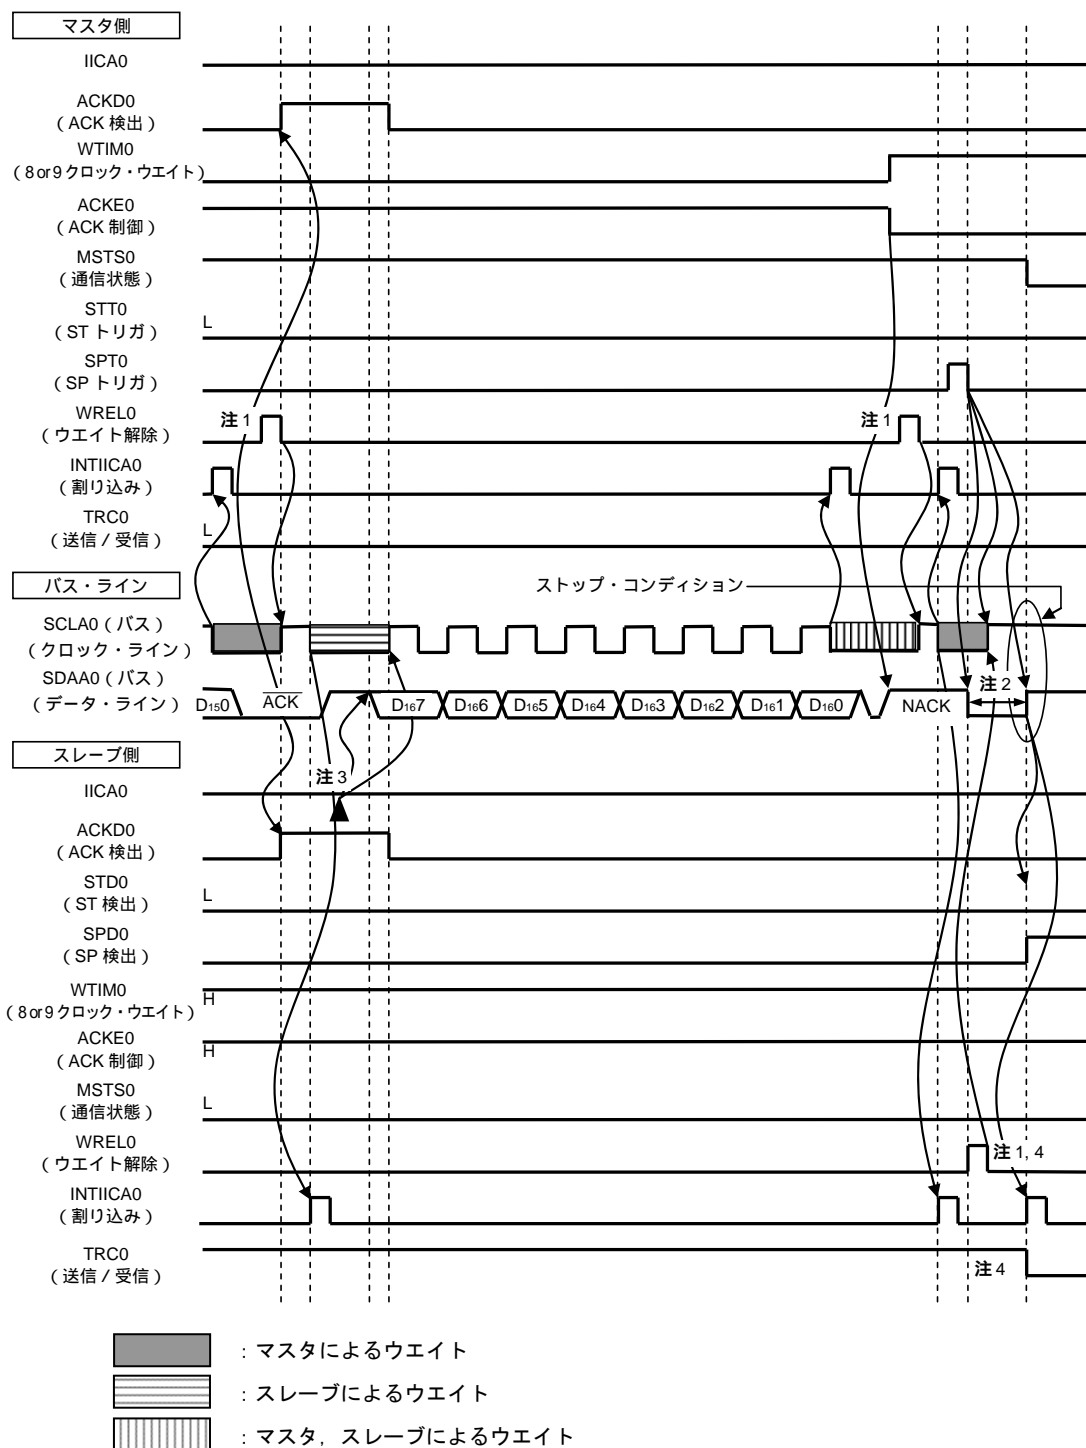 マスタ側
IICA0
ACKD0
（ACK 検出）
WTIM0
（8 or 9 クロック・ウエイト）
ACKE0
（ACK 制御）
MSTS0
（通信状態）
STT0
（ST トリガ）
L
SPT0
（SP トリガ）
WREL0
（ウエイト解除）
注 1
注 1
INTIICA0
（割り込み）
TRC0
（送信 / 受信）
L
バス・ライン
ストップ・コンディション
SCLA0（バス）
（クロック・ライン）
SDAA0（バス）
（データ・ライン）
D150
ACK
D167
D166
D165
D164
D163
D162
D161
D160
NACK
注 2
スレーブ側
注 3
IICA0
ACKD0
（ACK 検出）
STD0
（ST 検出）
L
SPD0
（SP 検出）
WTIM0
（8 or 9 クロック・ウエイト）
H
ACKE0
（ACK 制御）
H
MSTS0
（通信状態）
L
WREL0
（ウエイト解除）
注 1, 4
INTIICA0
（割り込み）
TRC0
（送信 / 受信）
注 4
: マスタによるウエイト
: スレーブによるウエイト
: マスタ，スレーブによるウエイト